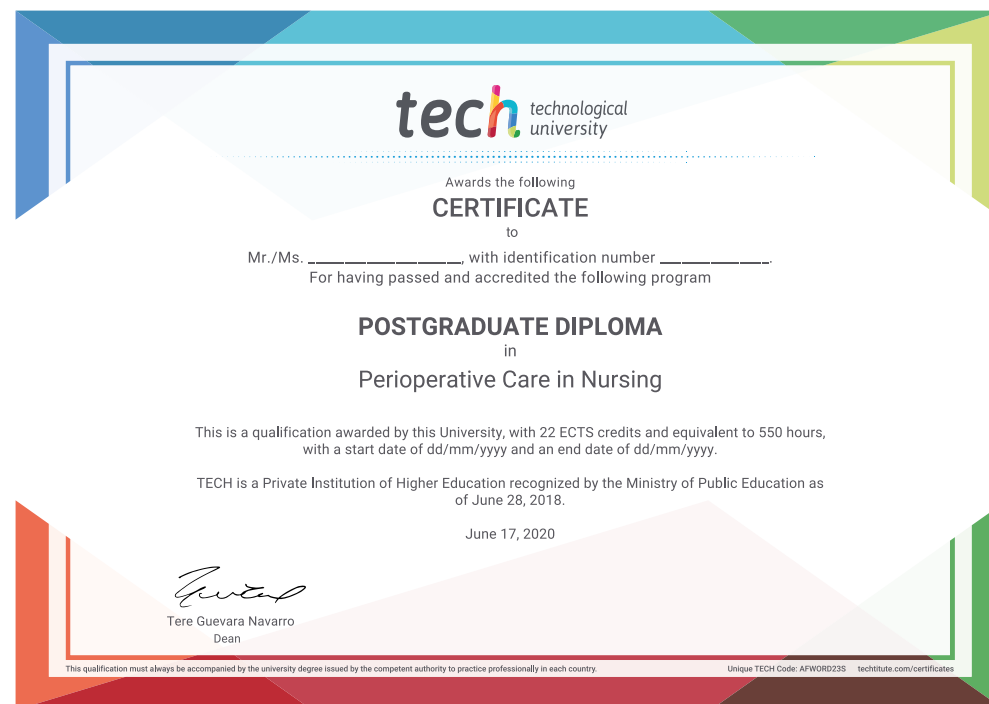 tech technological
university
Awards the following
CERTIFICATE
to
Mr./Ms. ____________________, with identification number ______________.
For having passed and accredited the following program
POSTGRADUATE DIPLOMA
in
Perioperative Care in Nursing
This is a qualification awarded by this University, with 22 ECTS credits and equivalent to 550 hours,
with a start date of dd/mm/yyyy and an end date of dd/mm/yyyy.
TECH is a Private Institution of Higher Education recognized by the Ministry of Public Education as
of June 28, 2018.
June 17, 2020
Tere Guevara Navarro
Dean
This qualification must always be accompanied by the university degree issued by the competent authority to practice professionally in each country. Unique TECH Code: AFWORD23S techtitute.com/certificates